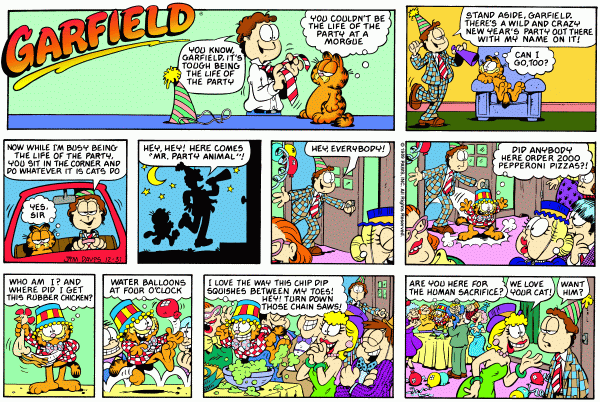 GARFIELD
YOU KNOW,
GARFIELD, IT'S
TOUGH BEING
THE LIFE OF
THE PARTY
YOU COULDN'T BE
THE LIFE OF THE
PARTY AT A
MORGUE
STAND ASIDE, GARFIELD.
THERE'S A WILD AND CRAZY
NEW YEAR'S PARTY OUT THERE
WITH MY NAME ON IT!
CAN I
GO, TOO?
NOW WHILE I'M BUSY BEING
THE LIFE OF THE PARTY,
YOU SIT IN THE CORNER AND
DO WHATEVER IT IS CATS DO
YES,
SIR
JIM DAVIS 12-31
HEY, HEY! HERE COMES
"MR. PARTY ANIMAL"!
HEY, EVERYBODY!
DID ANYBODY
HERE ORDER 2000
PEPPERONI PIZZAS?!
WHO AM I? AND
WHERE DID I GET
THIS RUBBER CHICKEN?
WATER BALLOONS
AT FOUR O'CLOCK
I LOVE THE WAY THIS CHIP DIP
SQUISHES BETWEEN MY TOES!
HEY! TURN DOWN
THOSE CHAIN SAWS!
ARE YOU HERE FOR
THE HUMAN SACRIFICE?
WE LOVE
YOUR CAT!
WANT
HIM?